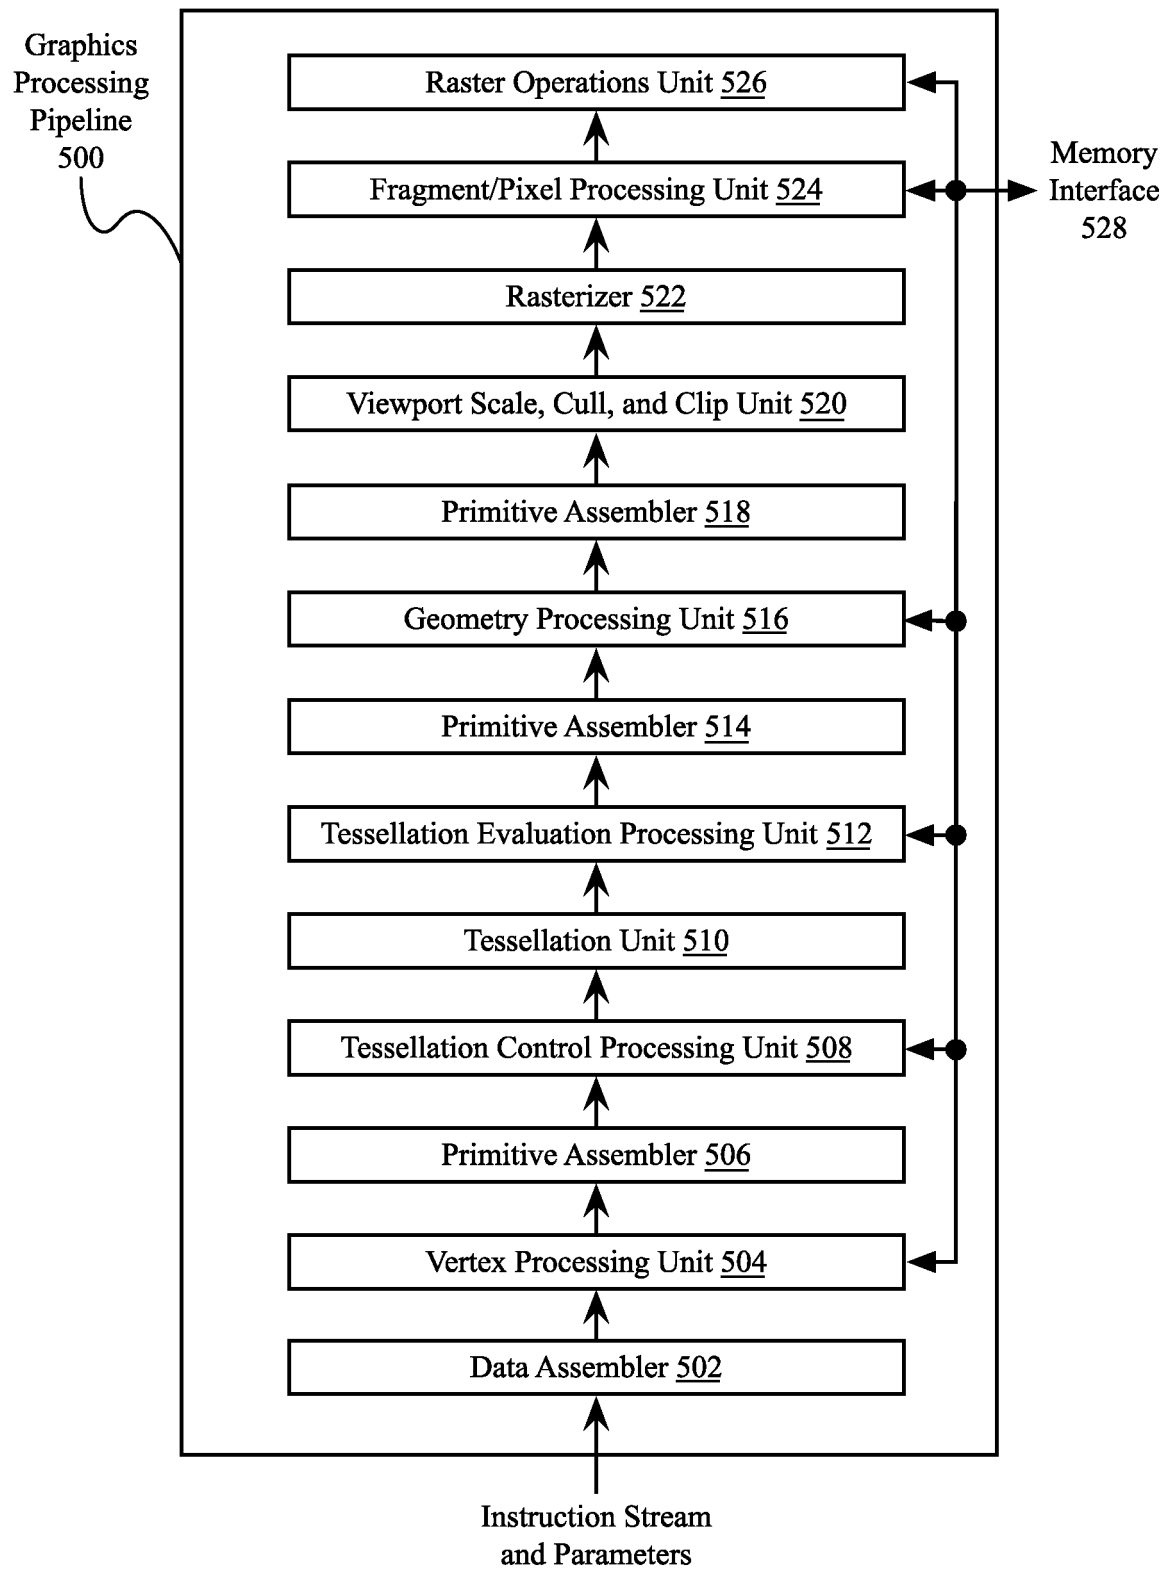 Graphics
Processing
Pipeline
500
Raster Operations Unit 526
Fragment/Pixel Processing Unit 524
Memory
Interface
528
Rasterizer 522
Viewport Scale, Cull, and Clip Unit 520
Primitive Assembler 518
Geometry Processing Unit 516
Primitive Assembler 514
Tessellation Evaluation Processing Unit 512
Tessellation Unit 510
Tessellation Control Processing Unit 508
Primitive Assembler 506
Vertex Processing Unit 504
Data Assembler 502
Instruction Stream
and Parameters